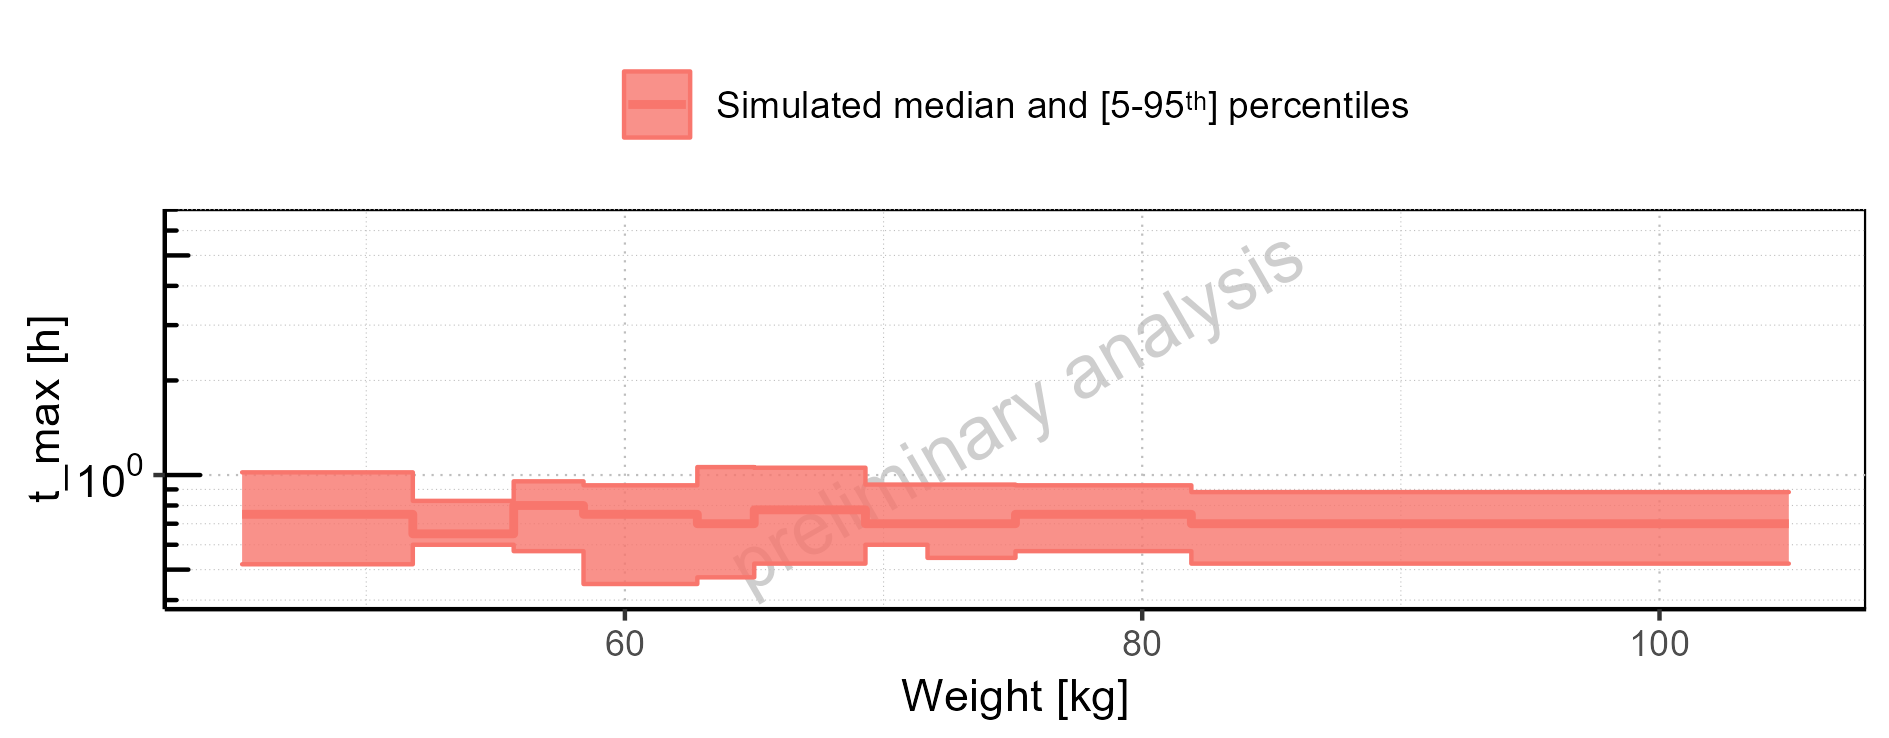 Simulated median and [5-95th] percentiles
t_max [h]
10⁰
preliminary analysis
60 80 100
Weight [kg]